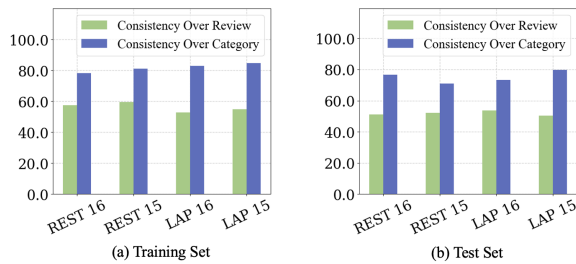 Consistency Over Review
Consistency Over Category
100.0
80.0
60.0
40.0
20.0
0.0
REST 16
REST 15
LAP 16
LAP 15
(a) Training Set
Consistency Over Review
Consistency Over Category
100.0
80.0
60.0
40.0
20.0
0.0
REST 16
REST 15
LAP 16
LAP 15
(b) Test Set